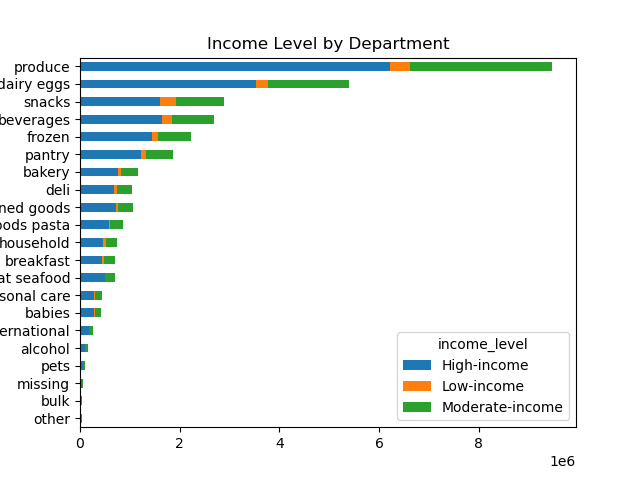 Income Level by Department
produce
dairy eggs
snacks
beverages
frozen
pantry
bakery
deli
ned goods
ods pasta
household
breakfast
at seafood
sonal care
babies
ernational
alcohol
pets
missing
bulk
other
income_level
High-income
Low-income
Moderate-income
0 2 4 6 8
1e6